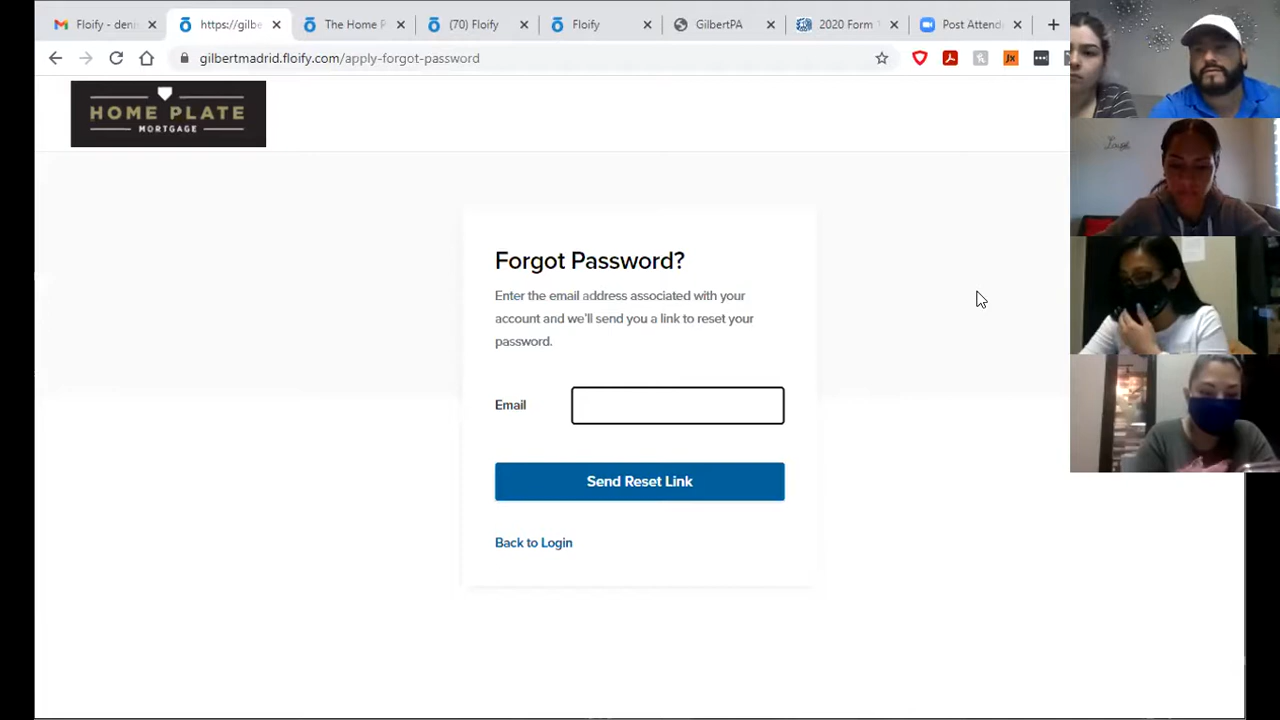 Floify - den
https://gilbe
The Home P
(70) Floify
Floify
GilbertPA
2020 Form
Post Attend
gilbertmadrid.floify.com/apply-forgot-password
HOME PLATE
MORTGAGE
Forgot Password?
Enter the email address associated with your
account and we'll send you a link to reset your
password.
Email
Send Reset Link
Back to Login